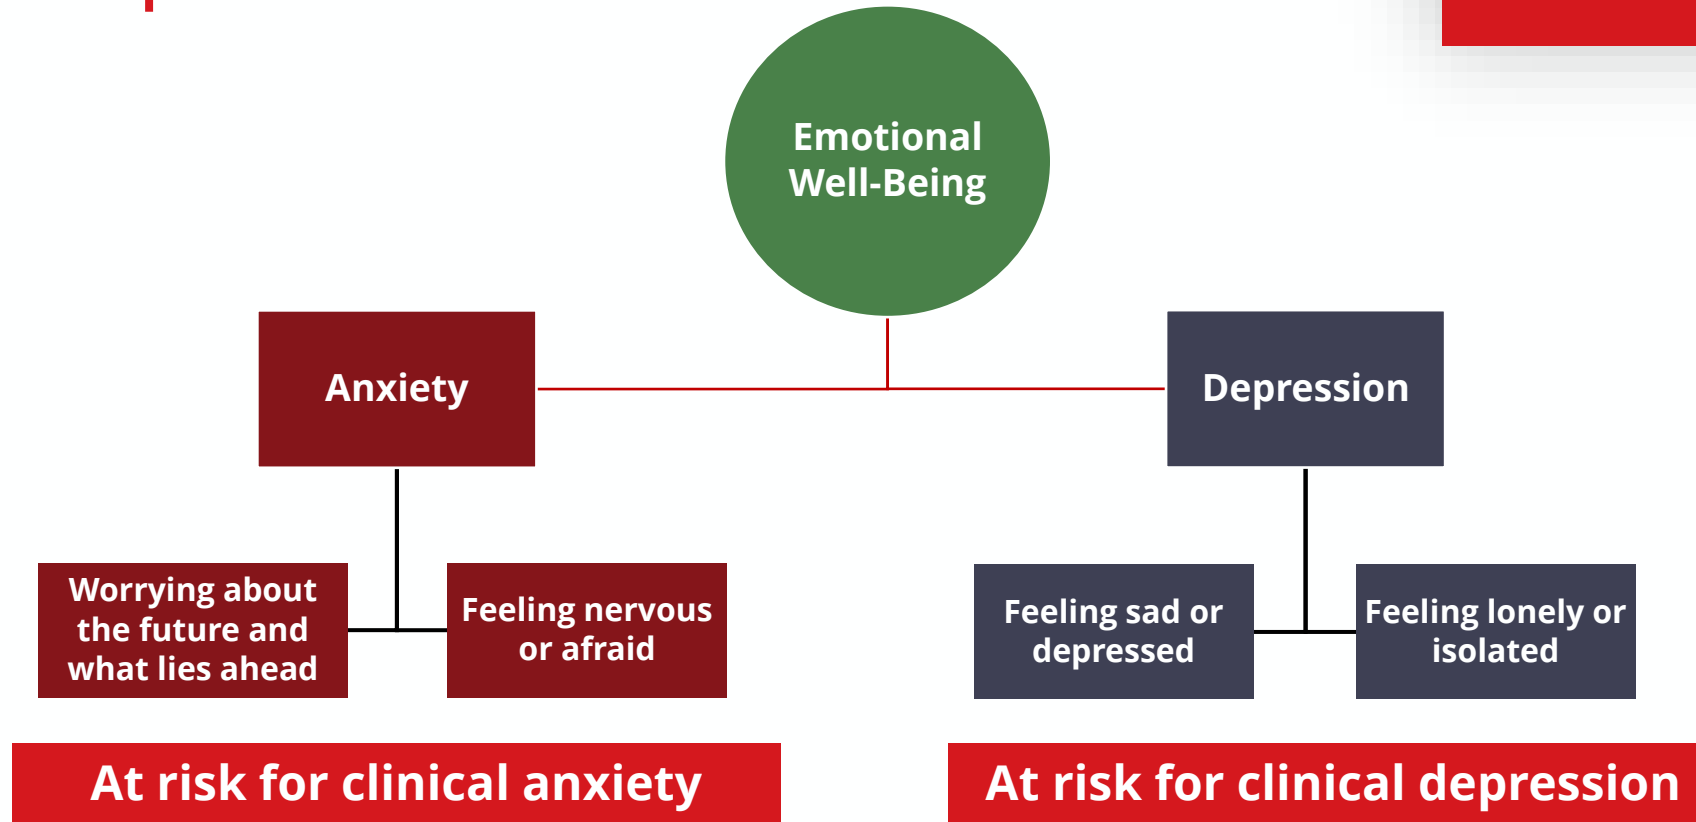 Emotional
Well-Being
Anxiety
Depression
Worrying about
the future and
what lies ahead
Feeling nervous
or afraid
Feeling sad or
depressed
Feeling lonely or
isolated
At risk for clinical anxiety
At risk for clinical depression